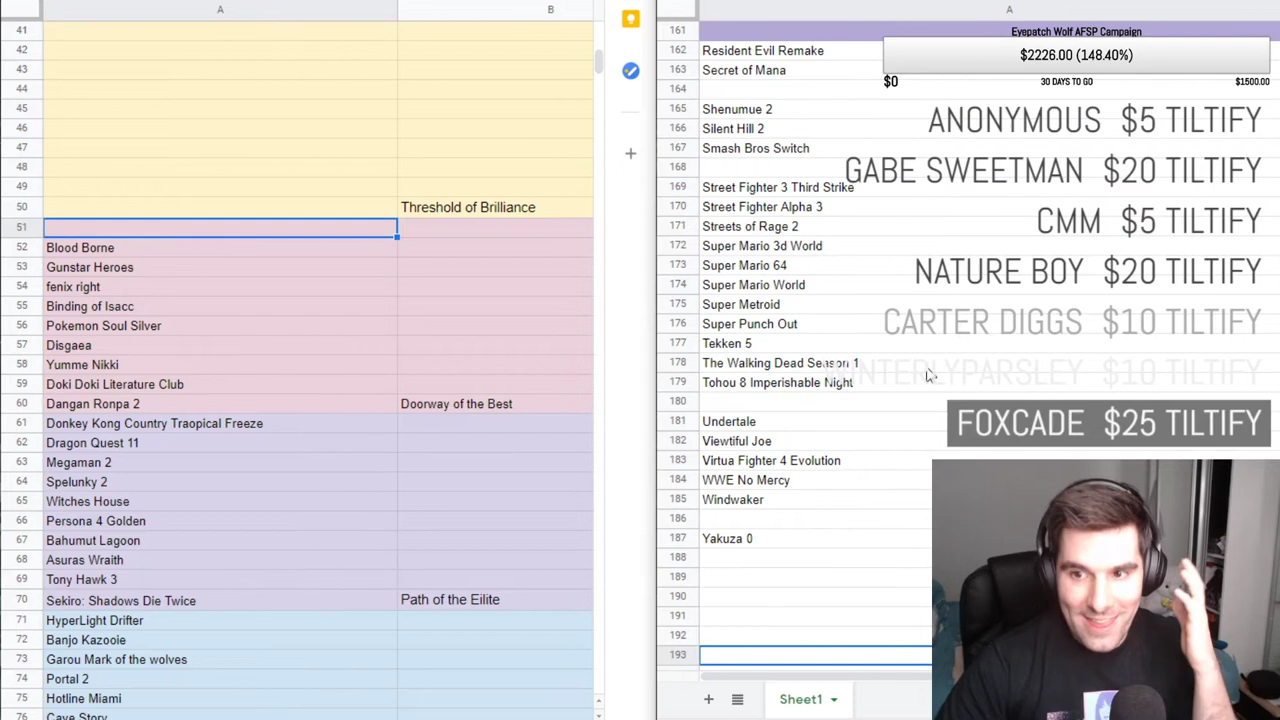 A
B
41
42
43
44
45
46
47
48
49
50 Threshold of Brilliance
51
52 Blood Borne
53 Gunstar Heroes
54 fenix right
55 Binding of Isacc
56 Pokemon Soul Silver
57 Disgaea
58 Yumme Nikki
59 Doki Doki Literature Club
60 Dangan Ronpa 2 Doorway of the Best
61 Donkey Kong Country Traopical Freeze
62 Dragon Quest 11
63 Megaman 2
64 Spelunky 2
65 Witches House
66 Persona 4 Golden
67 Bahumut Lagoon
68 Asuras Wraith
69 Tony Hawk 3
70 Sekiro: Shadows Die Twice Path of the Eilite
71 HyperLight Drifter
72 Banjo Kazooie
73 Garou Mark of the wolves
74 Portal 2
75 Hotline Miami
76 Cave Story
A
161
162 Resident Evil Remake
163 Secret of Mana
164
165 Shenumue 2
166 Silent Hill 2
167 Smash Bros Switch
168
169 Street Fighter 3 Third Strike
170 Street Fighter Alpha 3
171 Streets of Rage 2
172 Super Mario 3d World
173 Super Mario 64
174 Super Mario World
175 Super Metroid
176 Super Punch Out
177 Tekken 5
178 The Walking Dead Season 1
179 Tohou 8 Imperishable Night
180
181 Undertale
182 Viewtiful Joe
183 Virtua Fighter 4 Evolution
184 WWE No Mercy
185 Windwaker
186
187 Yakuza 0
188
189
190
191
192
193
Sheet1
Eyepatch Wolf AFSP Campaign
$2226.00 (148.40%)
$0 30 DAYS TO GO $1500.00
ANONYMOUS $5 TILTIFY
GABE SWEETMAN $20 TILTIFY
CMM $5 TILTIFY
NATURE BOY $20 TILTIFY
CARTER DIGGS $10 TILTIFY
$10 TILTIFY
FOXCADE $25 TILTIFY